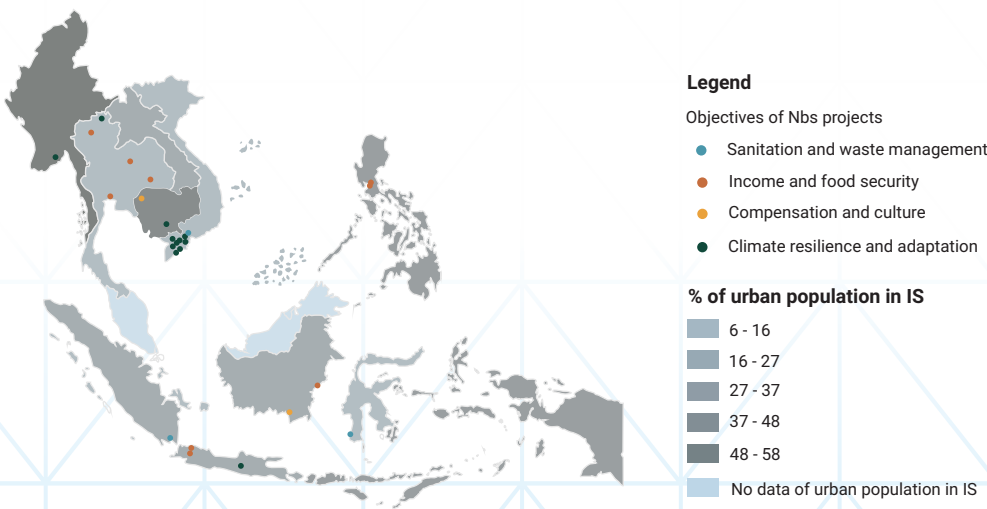 Legend
Objectives of Nbs projects
Sanitation and waste management
Income and food security
Compensation and culture
Climate resilience and adaptation
% of urban population in IS
6 - 16
16 - 27
27 - 37
37 - 48
48 - 58
No data of urban population in IS